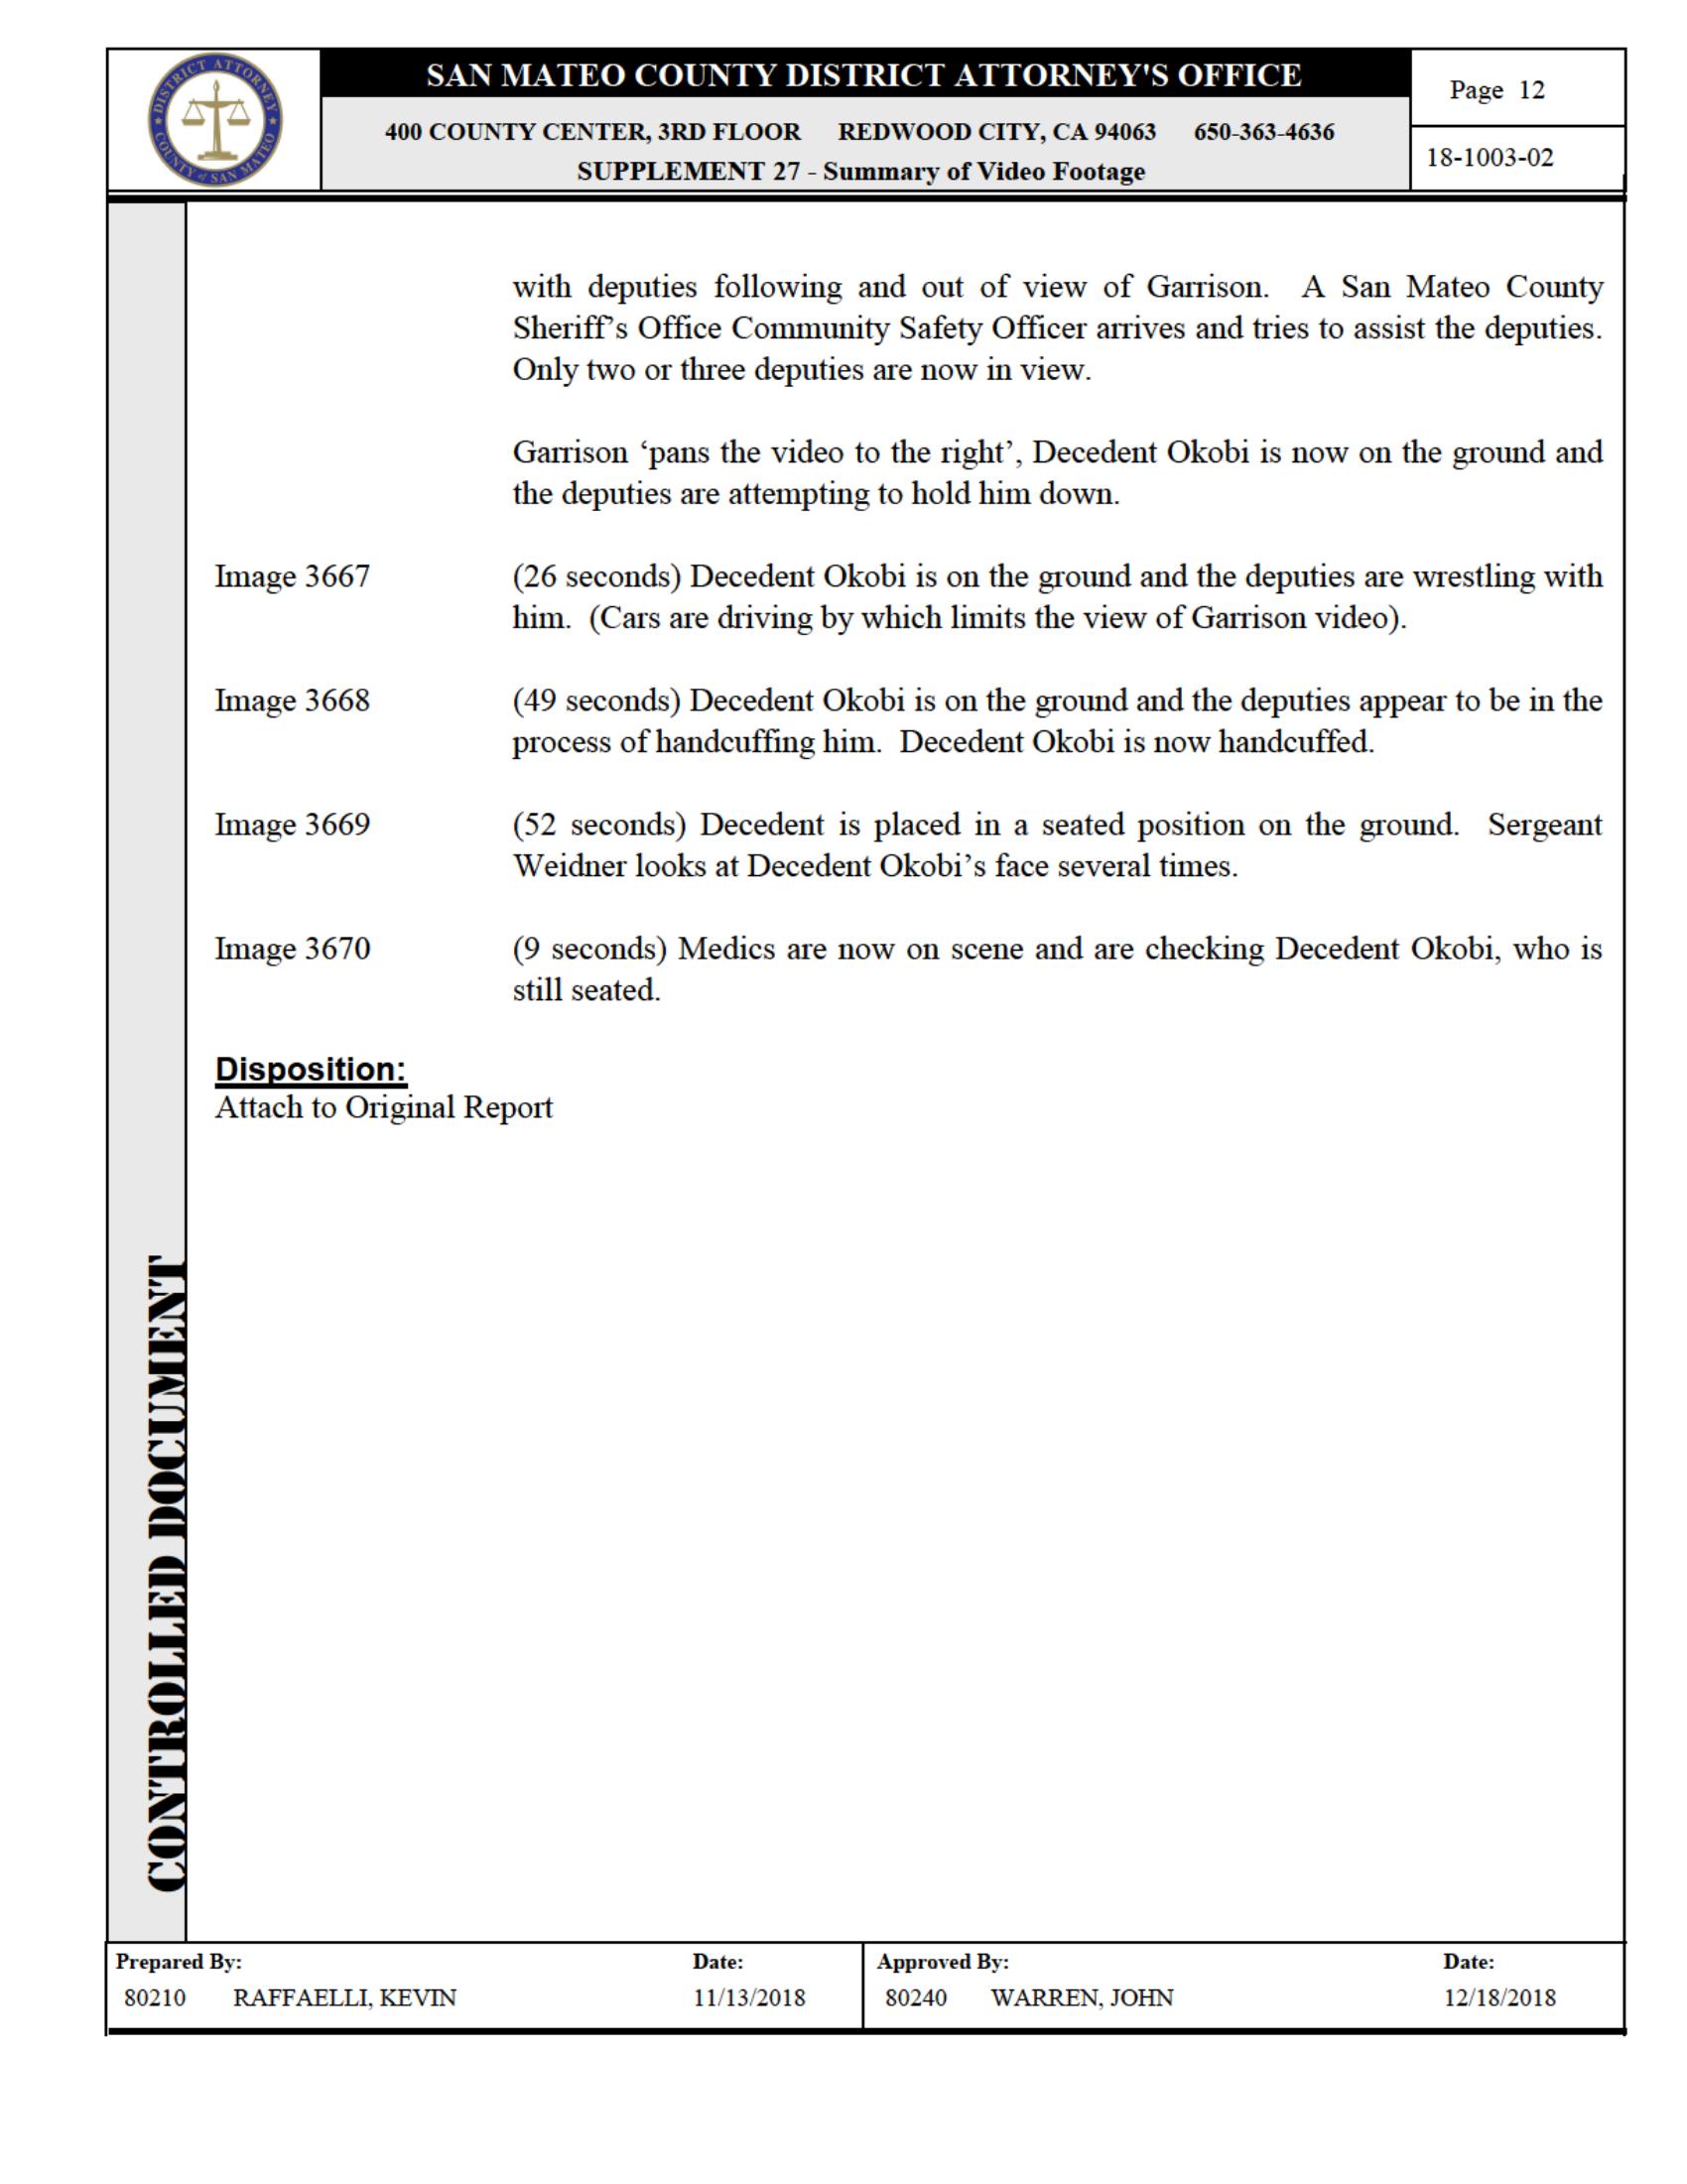 DISTRICT ATTORNEY
COUNTY of SAN MATEO
SAN MATEO COUNTY DISTRICT ATTORNEY'S OFFICE
400 COUNTY CENTER, 3RD FLOOR REDWOOD CITY, CA 94063 650-363-4636
SUPPLEMENT 27 - Summary of Video Footage
Page 12
18-1003-02
with deputies following and out of view of Garrison. A San Mateo County
Sheriff’s Office Community Safety Officer arrives and tries to assist the deputies.
Only two or three deputies are now in view.
Garrison ‘pans the video to the right’, Decedent Okobi is now on the ground and
the deputies are attempting to hold him down.
Image 3667 (26 seconds) Decedent Okobi is on the ground and the deputies are wrestling with
him. (Cars are driving by which limits the view of Garrison video).
Image 3668 (49 seconds) Decedent Okobi is on the ground and the deputies appear to be in the
process of handcuffing him. Decedent Okobi is now handcuffed.
Image 3669 (52 seconds) Decedent is placed in a seated position on the ground. Sergeant
Weidner looks at Decedent Okobi’s face several times.
Image 3670 (9 seconds) Medics are now on scene and are checking Decedent Okobi, who is
still seated.
Disposition:
Attach to Original Report
CONTROLLED DOCUMENT
Prepared By: Date: Approved By: Date:
80210 RAFFAELLI, KEVIN 11/13/2018 80240 WARREN, JOHN 12/18/2018